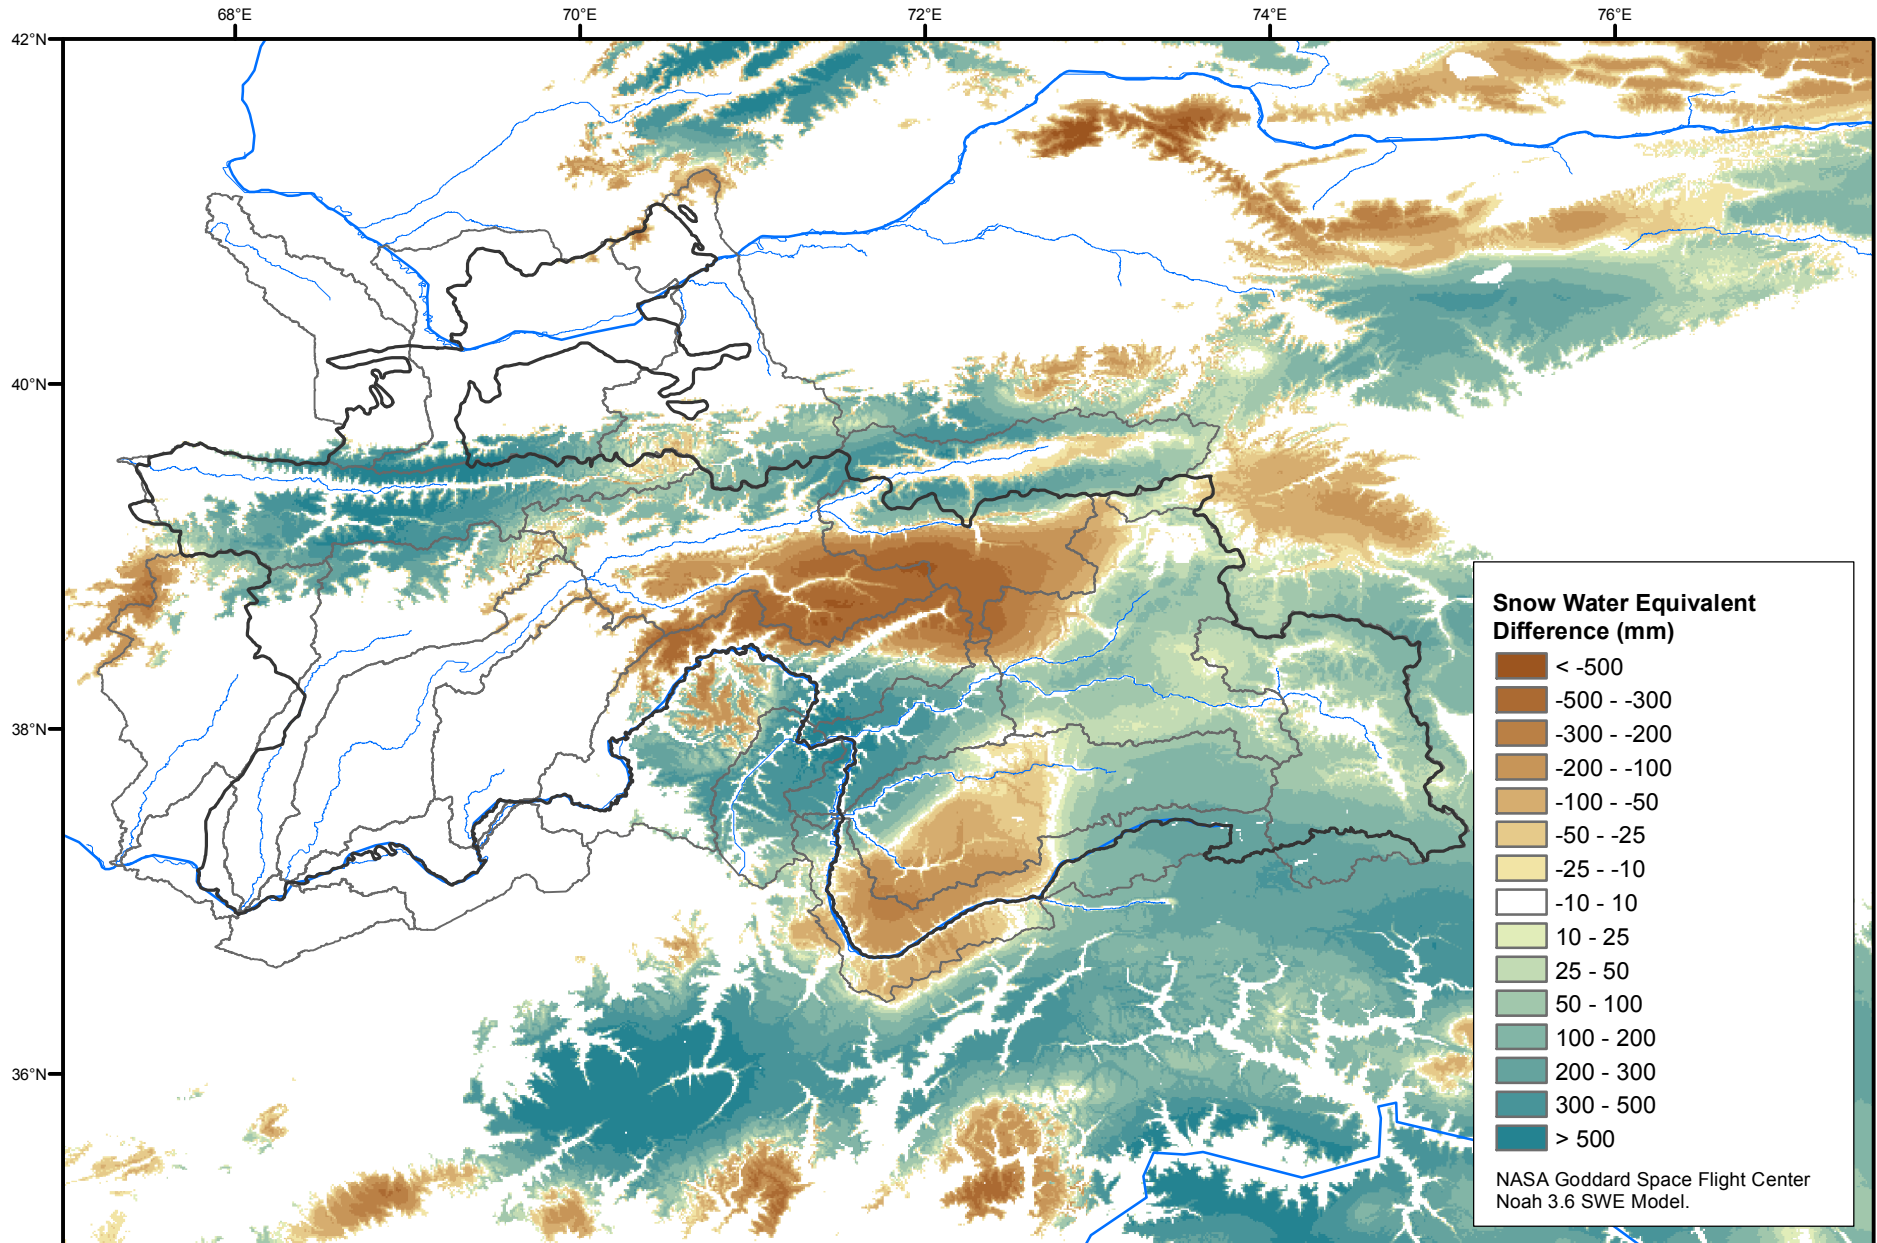 68°E 70°E 72°E 74°E 76°E
42°N
40°N
38°N
36°N
Snow Water Equivalent
Difference (mm)
< -500
-500 - -300
-300 - -200
-200 - -100
-100 - -50
-50 - -25
-25 - -10
-10 - 10
10 - 25
25 - 50
50 - 100
100 - 200
200 - 300
300 - 500
> 500
NASA Goddard Space Flight Center
Noah 3.6 SWE Model.